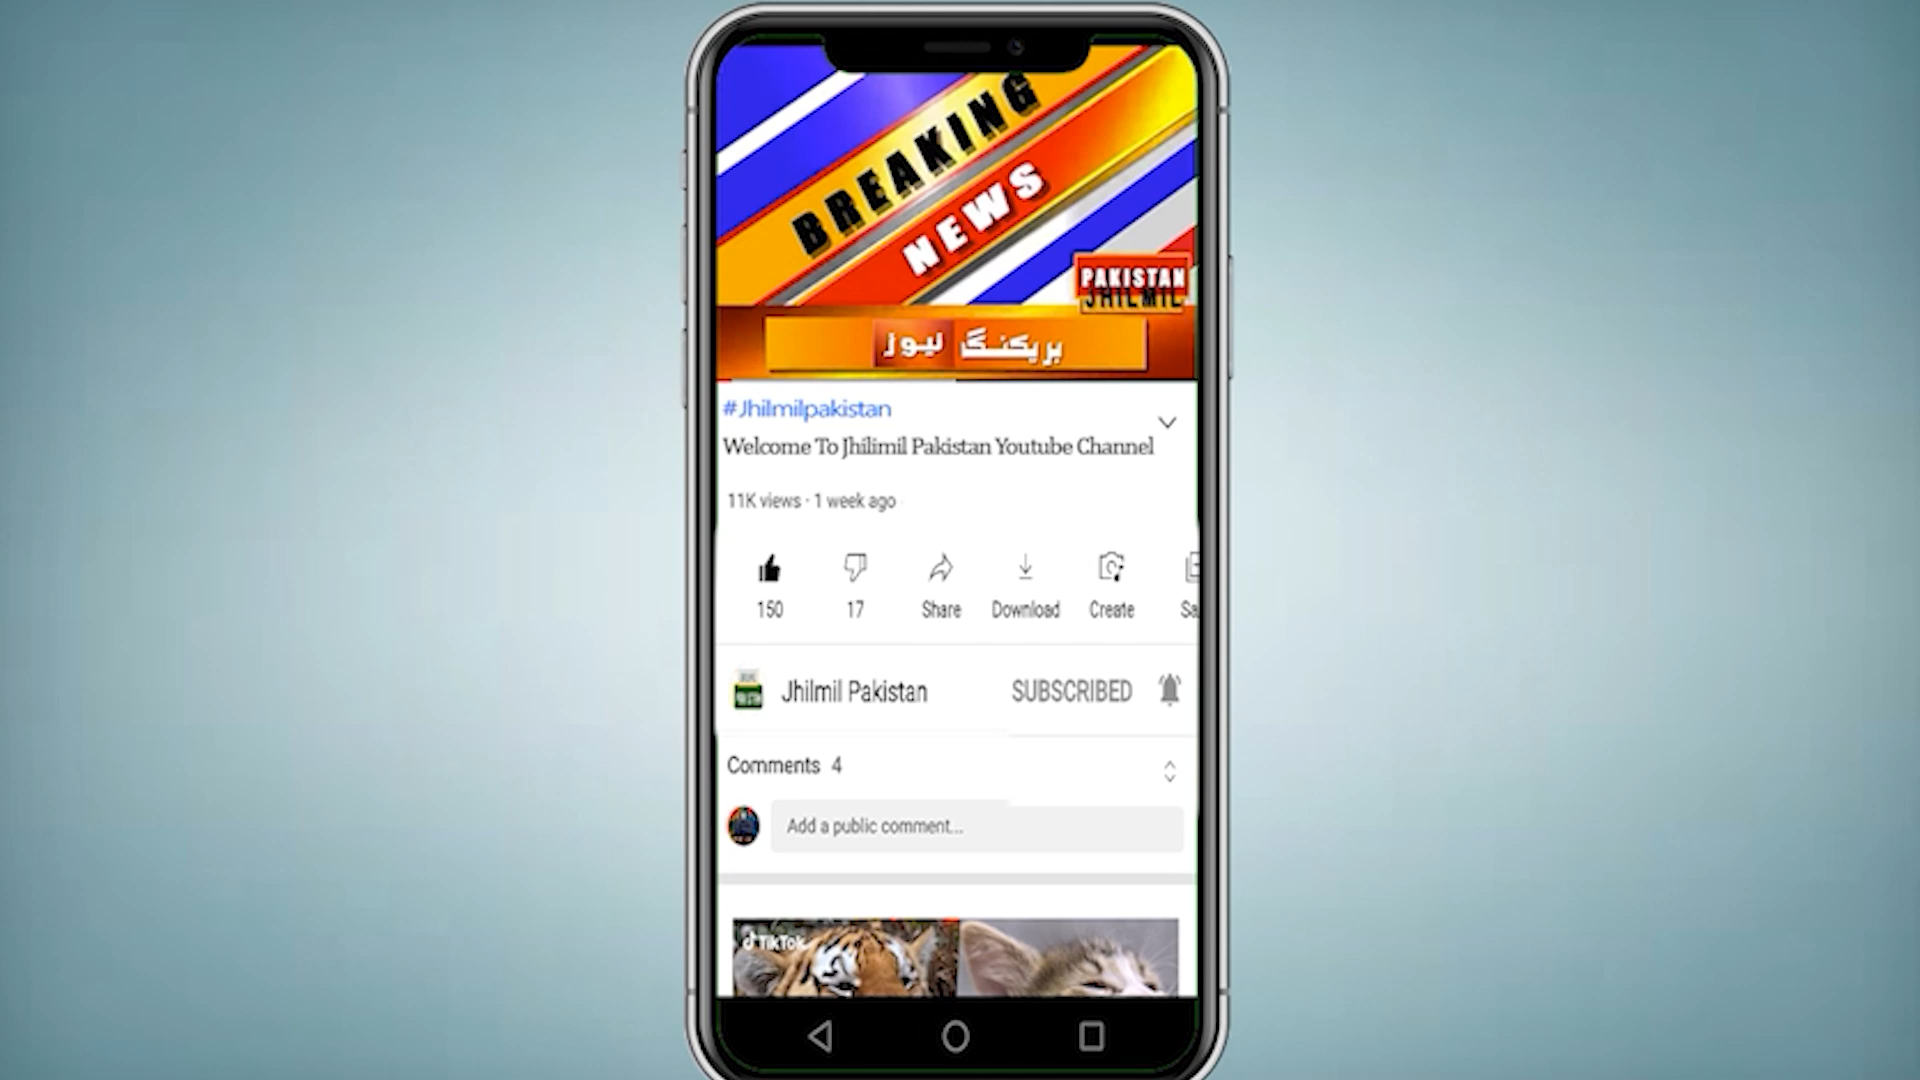 BREAKING
NEWS
PAKISTAN
JHILMIL
بریکنگ نیوز
#Jhilmilpakistan
Welcome To Jhilimil Pakistan Youtube Channel
11K views · 1 week ago
150
17
Share
Download
Create
Sa
Jhilmil Pakistan
SUBSCRIBED
Comments 4
Add a public comment...
TikTok